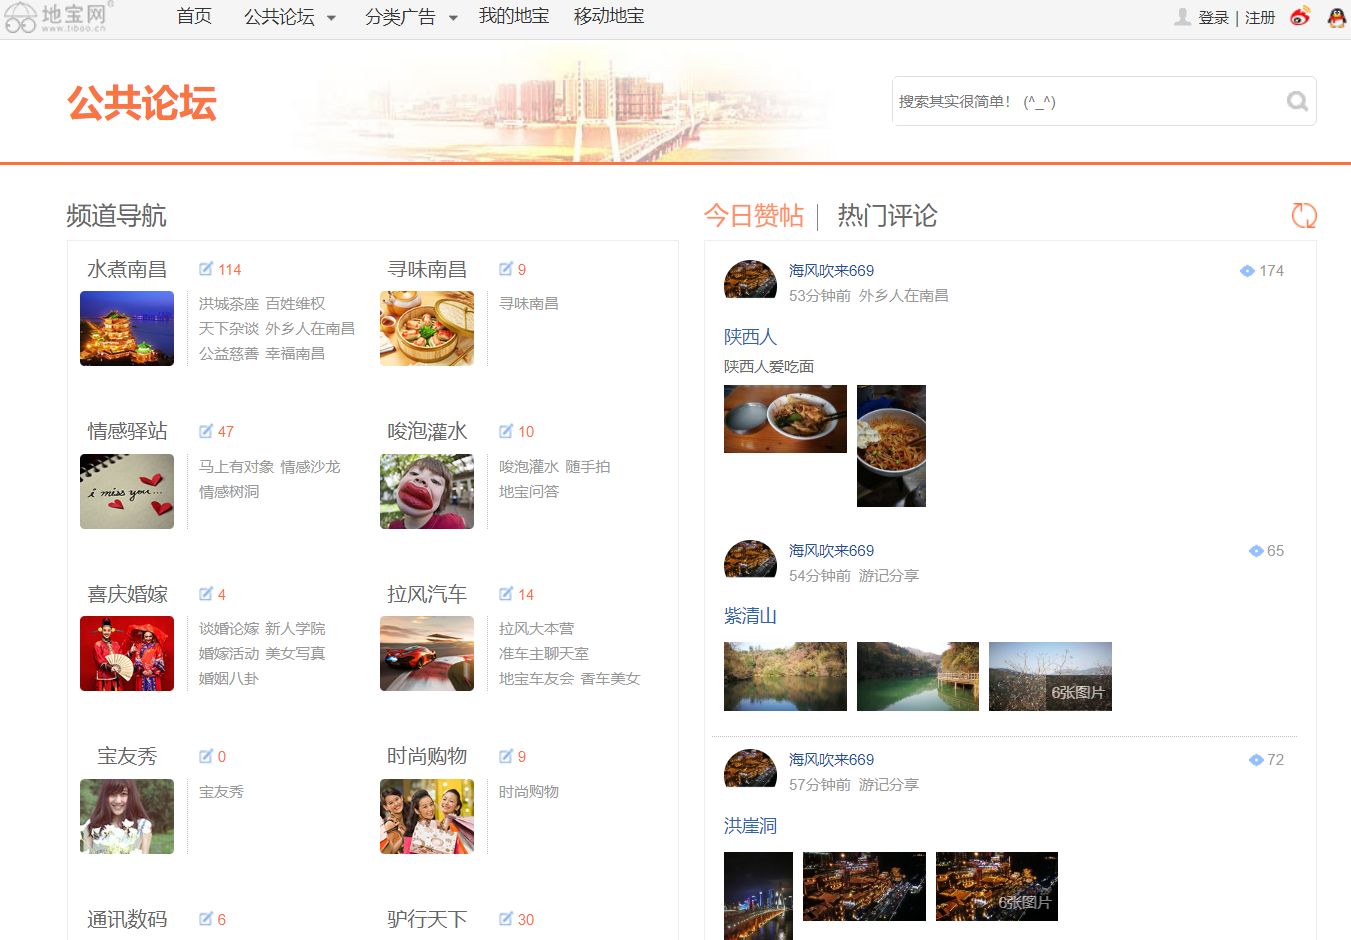 地宝网®
www.tiboo.cn
首页 公共论坛 分类广告 我的地宝 移动地宝
登录 | 注册
公共论坛
搜索其实很简单! (^_^)
频道导航
水煮南昌 114
洪城茶座 百姓维权
天下杂谈 外乡人在南昌
公益慈善 幸福南昌
寻味南昌 9
寻味南昌
情感驿站 47
马上有对象 情感沙龙
情感树洞
i miss you...
唆泡灌水 10
唆泡灌水 随手拍
地宝问答
喜庆婚嫁 4
谈婚论嫁 新人学院
婚嫁活动 美女写真
婚姻八卦
拉风汽车 14
拉风大本营
准车主聊天室
地宝车友会 香车美女
宝友秀 0
宝友秀
时尚购物 9
时尚购物
通讯数码 6
驴行天下 30
今日赞帖 | 热门评论
海风吹来669 174
53分钟前 外乡人在南昌
陕西人
陕西人爱吃面
海风吹来669 65
54分钟前 游记分享
紫清山
6张图片
海风吹来669 72
57分钟前 游记分享
洪崖洞
6张图片